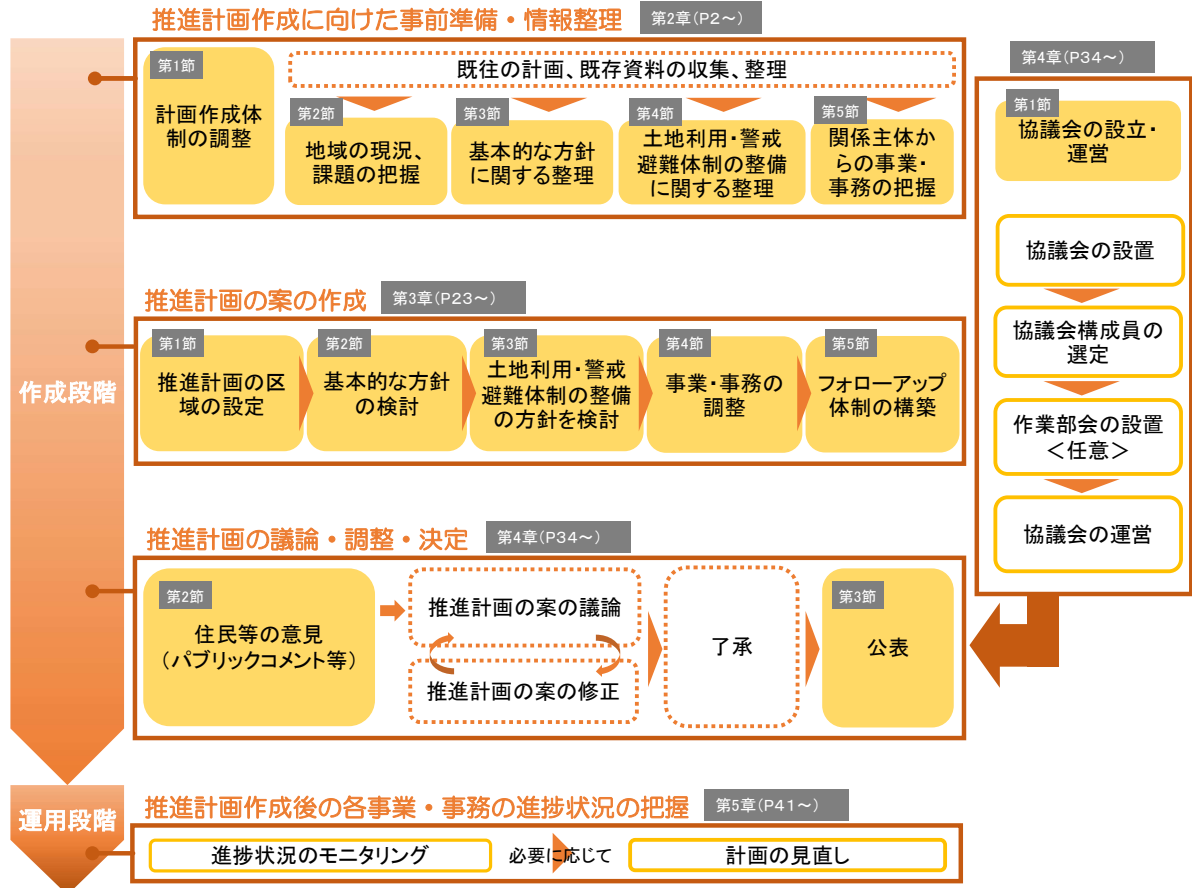 推進計画作成に向けた事前準備・情報整理
第2章(P2～)
第1節
計画作成体
制の調整
既往の計画、既存資料の収集、整理
第2節
地域の現況、
課題の把握
第3節
基本的な方針
に関する整理
第4節
土地利用・警戒
避難体制の整備
に関する整理
第5節
関係主体か
らの事業・
事務の把握
第4章(P34～)
第1節
協議会の設立・
運営
協議会の設置
協議会構成員の
選定
作業部会の設置
＜任意＞
協議会の運営
作成段階
推進計画の案の作成
第3章(P23～)
第1節
推進計画の区
域の設定
第2節
基本的な方針
の検討
第3節
土地利用・警戒
避難体制の整備
の方針を検討
第4節
事業・事務の
調整
第5節
フォローアップ
体制の構築
推進計画の議論・調整・決定
第4章(P34～)
第2節
住民等の意見
（パブリックコメント等）
推進計画の案の議論
推進計画の案の修正
了承
第3節
公表
運用段階
推進計画作成後の各事業・事務の進捗状況の把握
第5章(P41～)
進捗状況のモニタリング
必要に応じて
計画の見直し